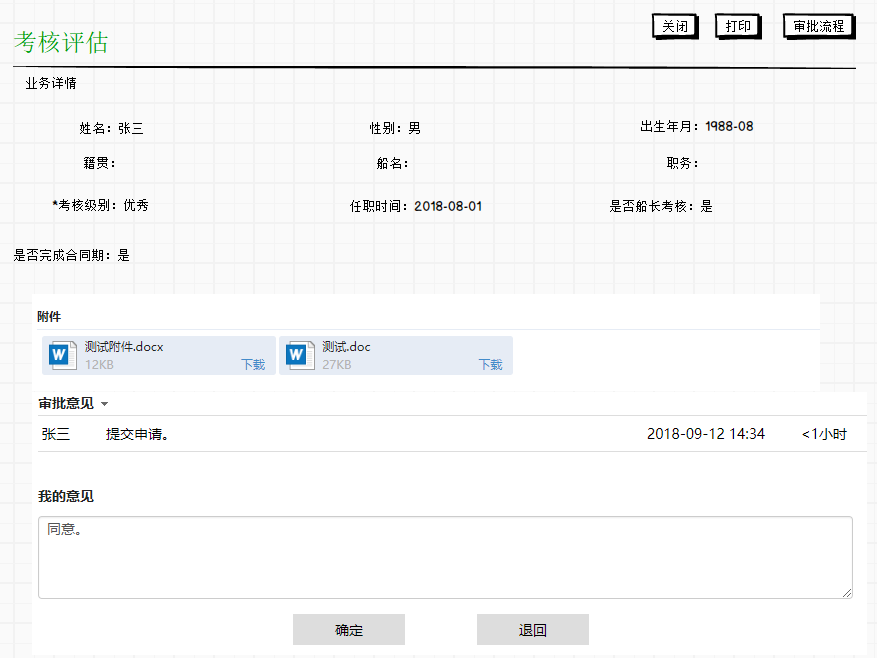 考核评估 关闭 打印 审批流程
业务详情
姓名：张三 性别：男 出生年月：1988-08
籍贯： 船名： 职务：
*考核级别：优秀 任职时间：2018-08-01 是否船长考核：是
是否完成合同期：是
附件
测试附件.docx 测试.doc
12KB 下载 27KB 下载
审批意见
张三 提交申请。 2018-09-12 14:34 <1小时
我的意见
同意。
确定 退回